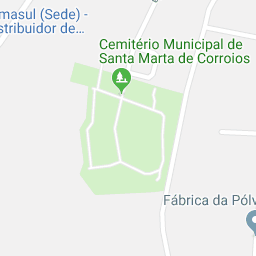 masul (Sede) -
stribuidor de...
Cemitério Municipal de
Santa Marta de Corroios
Fábrica da Pólv